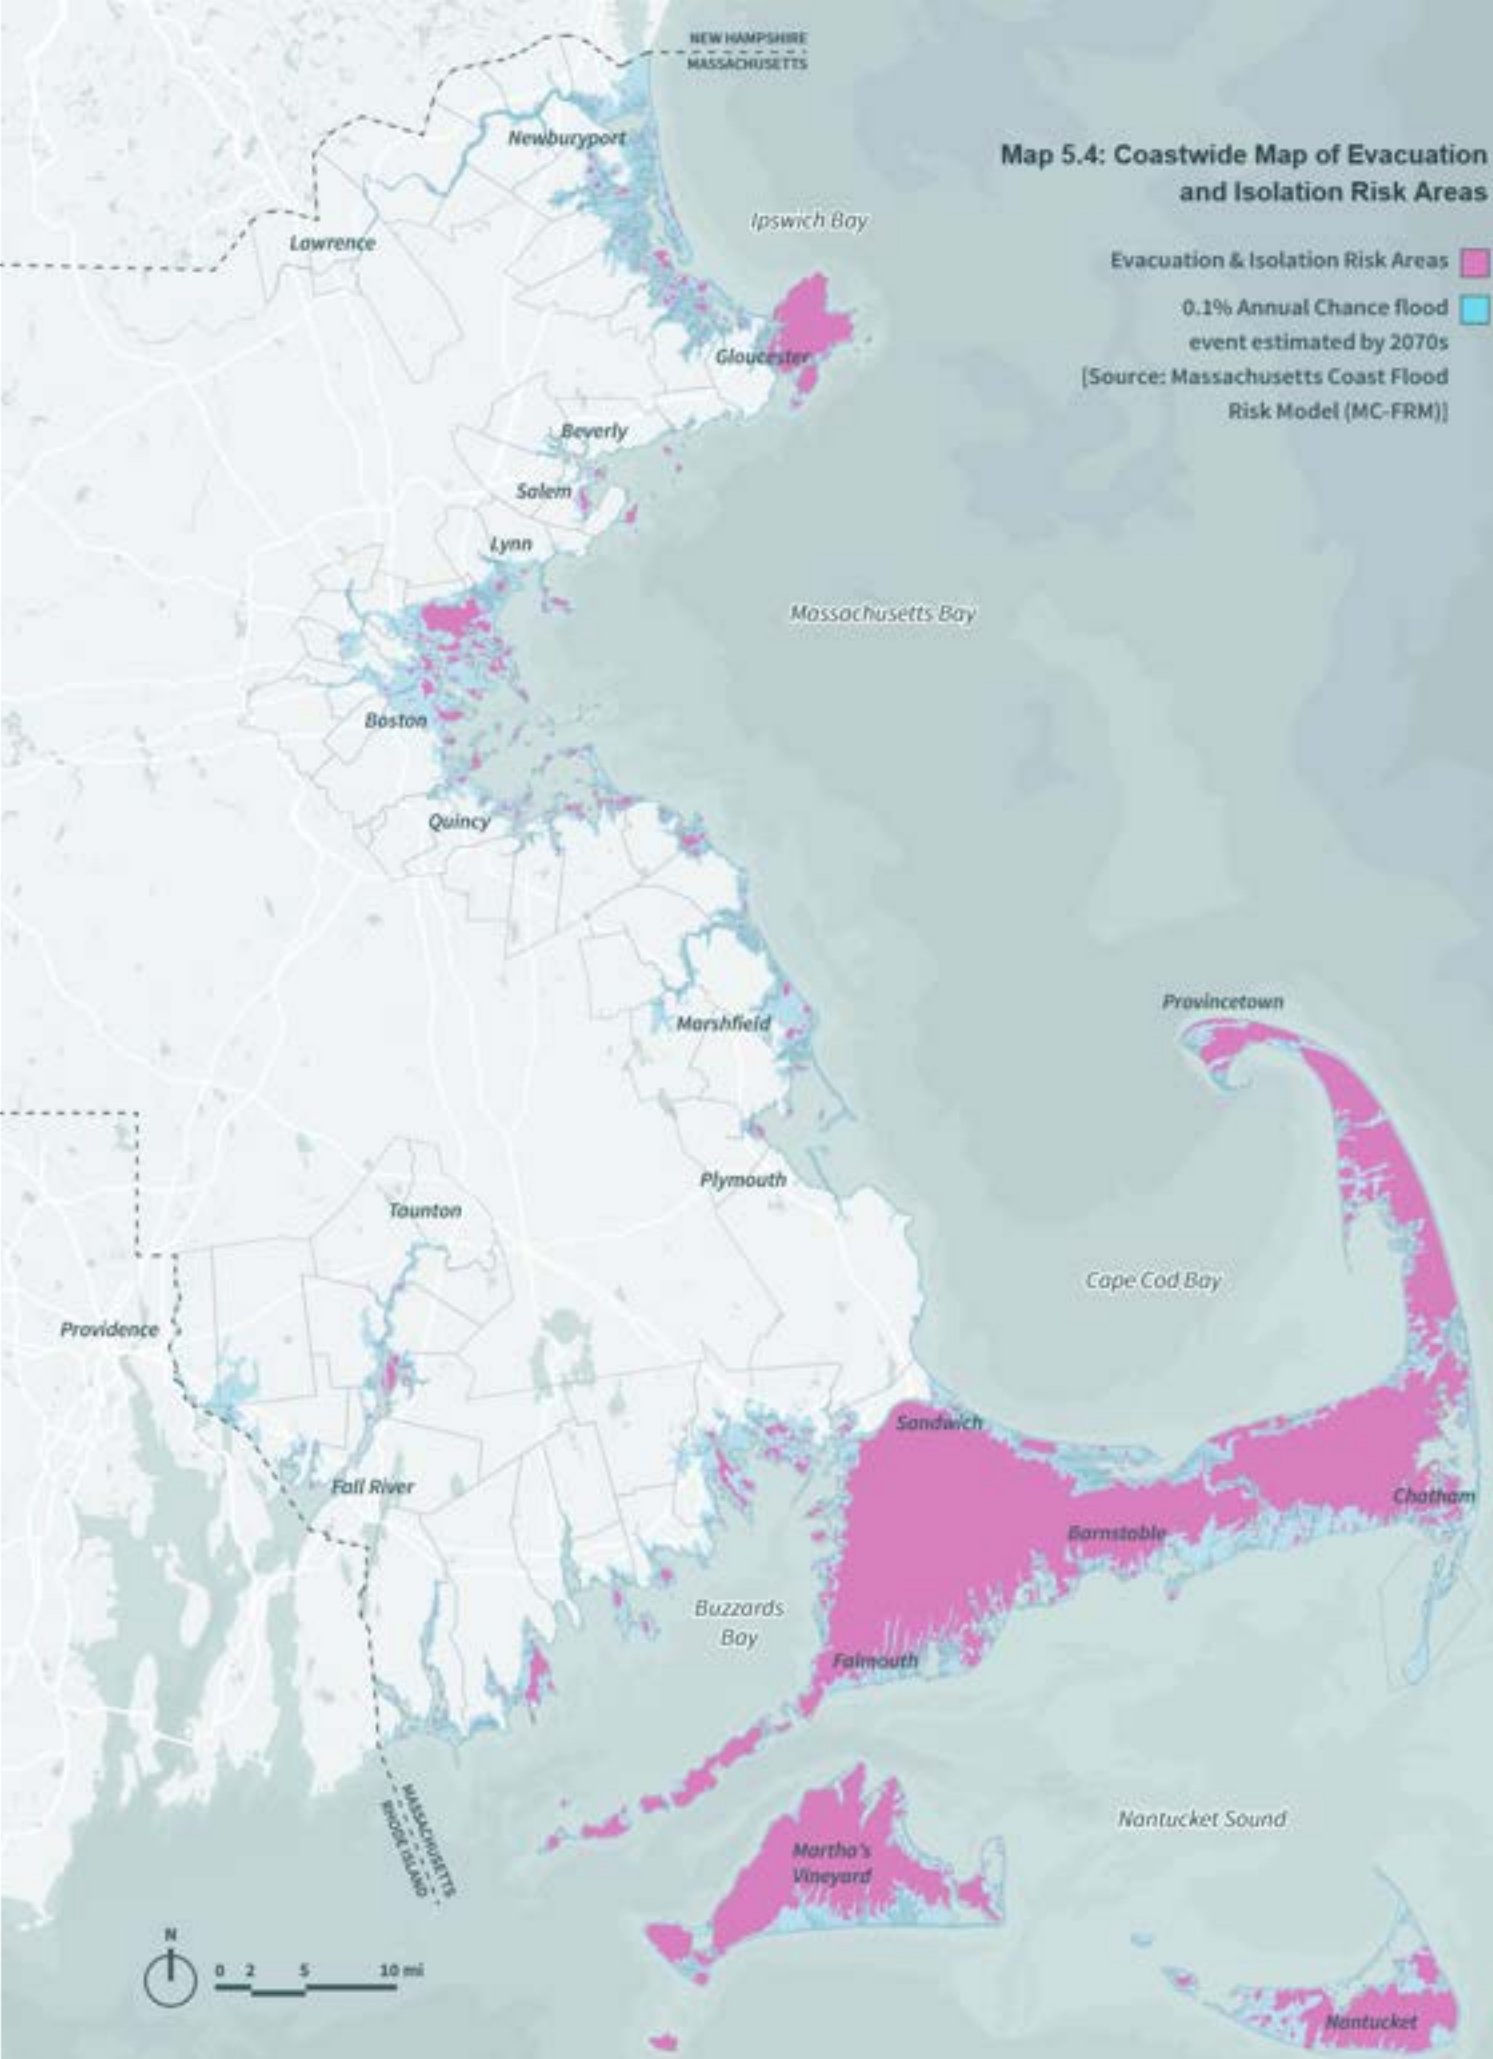 NEW HAMPSHIRE
MASSACHUSETTS
Newburyport
Map 5.4: Coastwide Map of Evacuation
and Isolation Risk Areas
Ipswich Bay
Lawrence
Evacuation & Isolation Risk Areas
0.1% Annual Chance flood
event estimated by 2070s
[Source: Massachusetts Coast Flood
Risk Model (MC-FRM)]
Gloucester
Beverly
Salem
Lynn
Massachusetts Bay
Boston
Quincy
Provincetown
Marshfield
Plymouth
Taunton
Cape Cod Bay
Providence
Sandwich
Fall River
Chatham
Barnstable
Buzzards
Bay
Falmouth
MASSACHUSETTS
RHODE ISLAND
Nantucket Sound
Martha's
Vineyard
N
0 2 5 10 mi
Nantucket